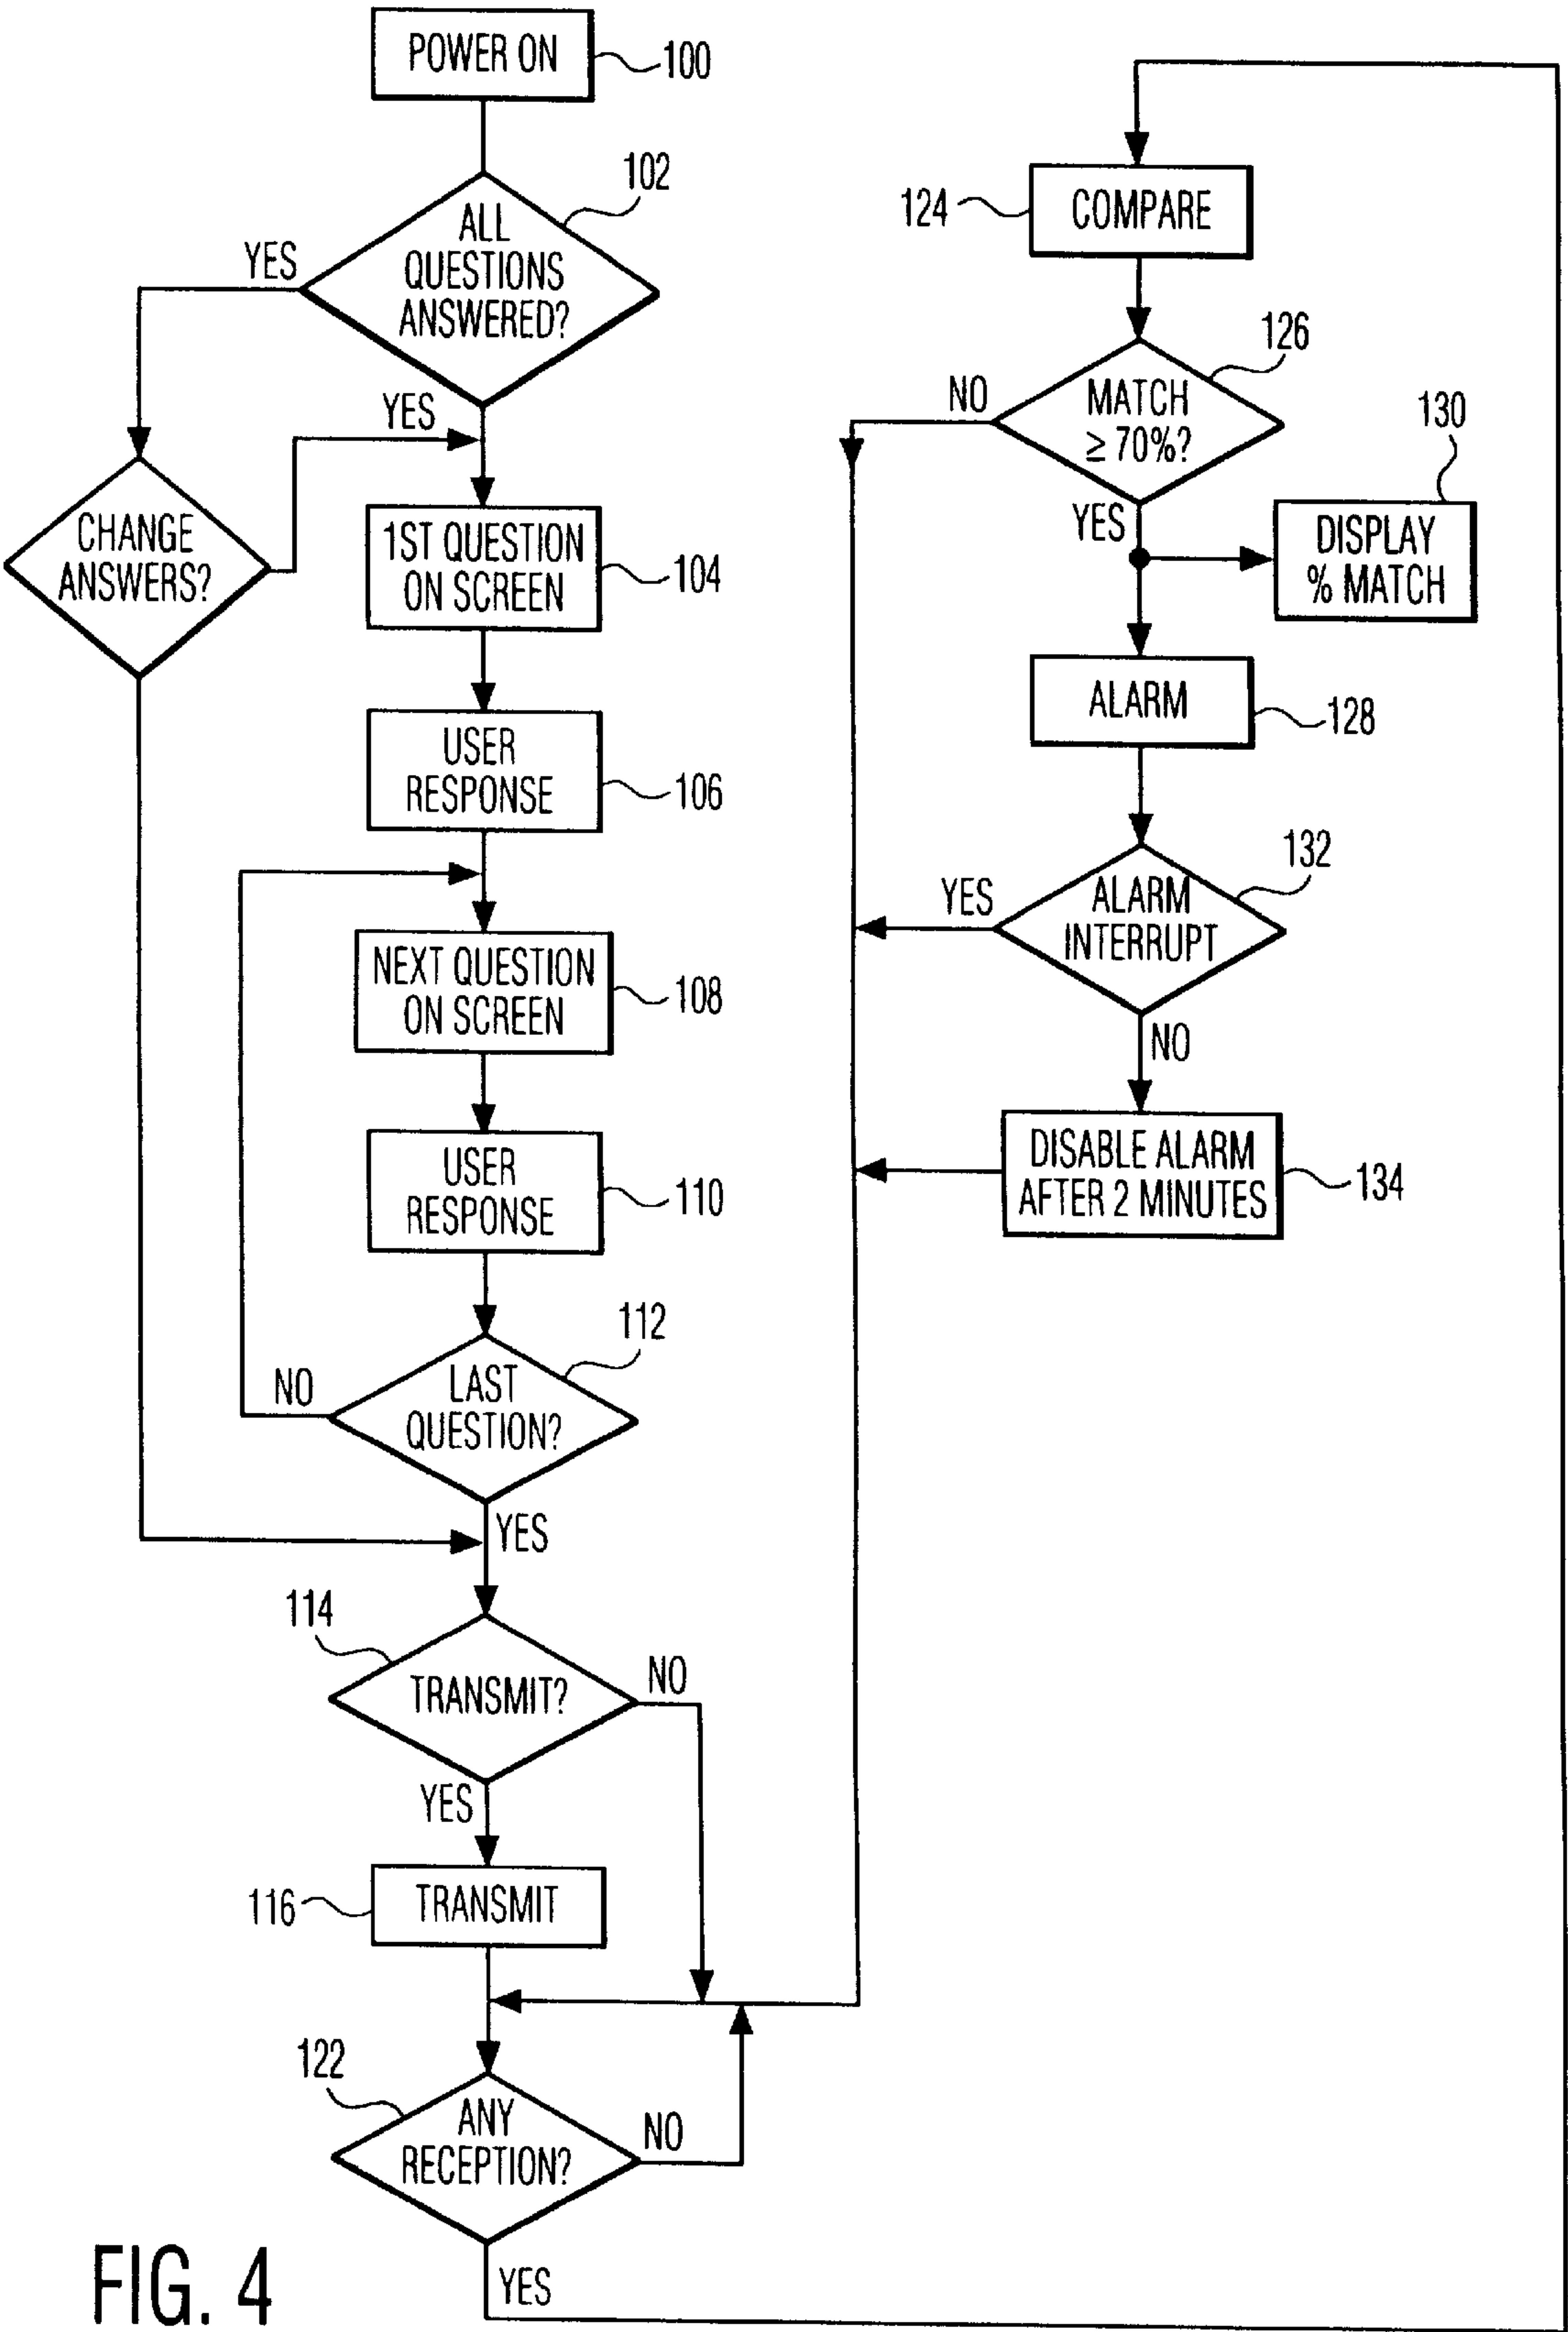 POWER ON
100
102
ALL
QUESTIONS
ANSWERED?
YES
YES
CHANGE
ANSWERS?
1ST QUESTION
ON SCREEN
104
USER
RESPONSE
106
NEXT QUESTION
ON SCREEN
108
USER
RESPONSE
110
112
LAST
QUESTION?
NO
YES
114
TRANSMIT?
NO
YES
116
TRANSMIT
122
ANY
RECEPTION?
NO
YES
124
COMPARE
126
MATCH
≥ 70%?
NO
YES
130
DISPLAY
% MATCH
ALARM
128
132
ALARM
INTERRUPT
YES
NO
DISABLE ALARM
AFTER 2 MINUTES
134
FIG. 4